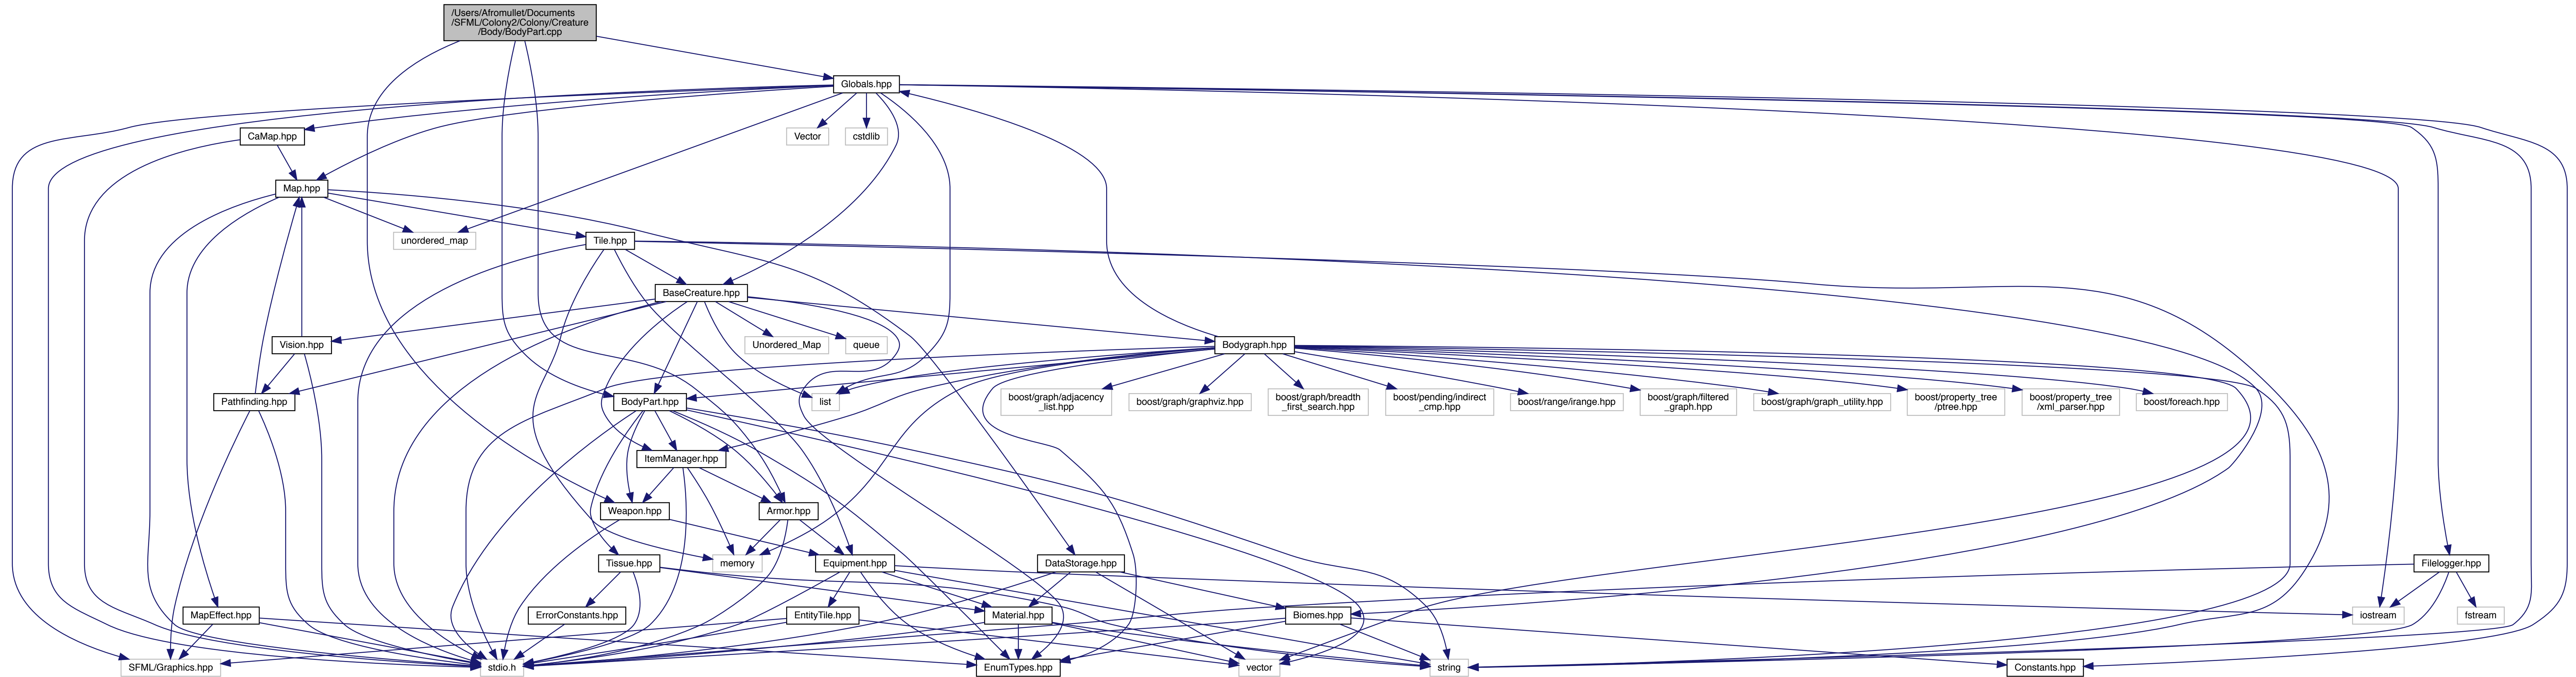 /Users/Afromullet/Documents
/SFML/Colony2/Colony/Creature
/Body/BodyPart.cpp
Globals.hpp
CaMap.hpp
Vector
cstdlib
Map.hpp
unordered_map
Tile.hpp
BaseCreature.hpp
Vision.hpp
Unordered_Map
queue
Bodygraph.hpp
Pathfinding.hpp
BodyPart.hpp
list
boost/graph/adjacency
_list.hpp
boost/graph/graphviz.hpp
boost/graph/breadth
_first_search.hpp
boost/pending/indirect
_cmp.hpp
boost/range/irange.hpp
boost/graph/filtered
_graph.hpp
boost/graph/graph_utility.hpp
boost/property_tree
/ptree.hpp
boost/property_tree
/xml_parser.hpp
boost/foreach.hpp
ItemManager.hpp
Weapon.hpp
Armor.hpp
Tissue.hpp
memory
Equipment.hpp
DataStorage.hpp
Filelogger.hpp
MapEffect.hpp
ErrorConstants.hpp
EntityTile.hpp
Material.hpp
Biomes.hpp
iostream
fstream
SFML/Graphics.hpp
stdio.h
EnumTypes.hpp
vector
string
Constants.hpp